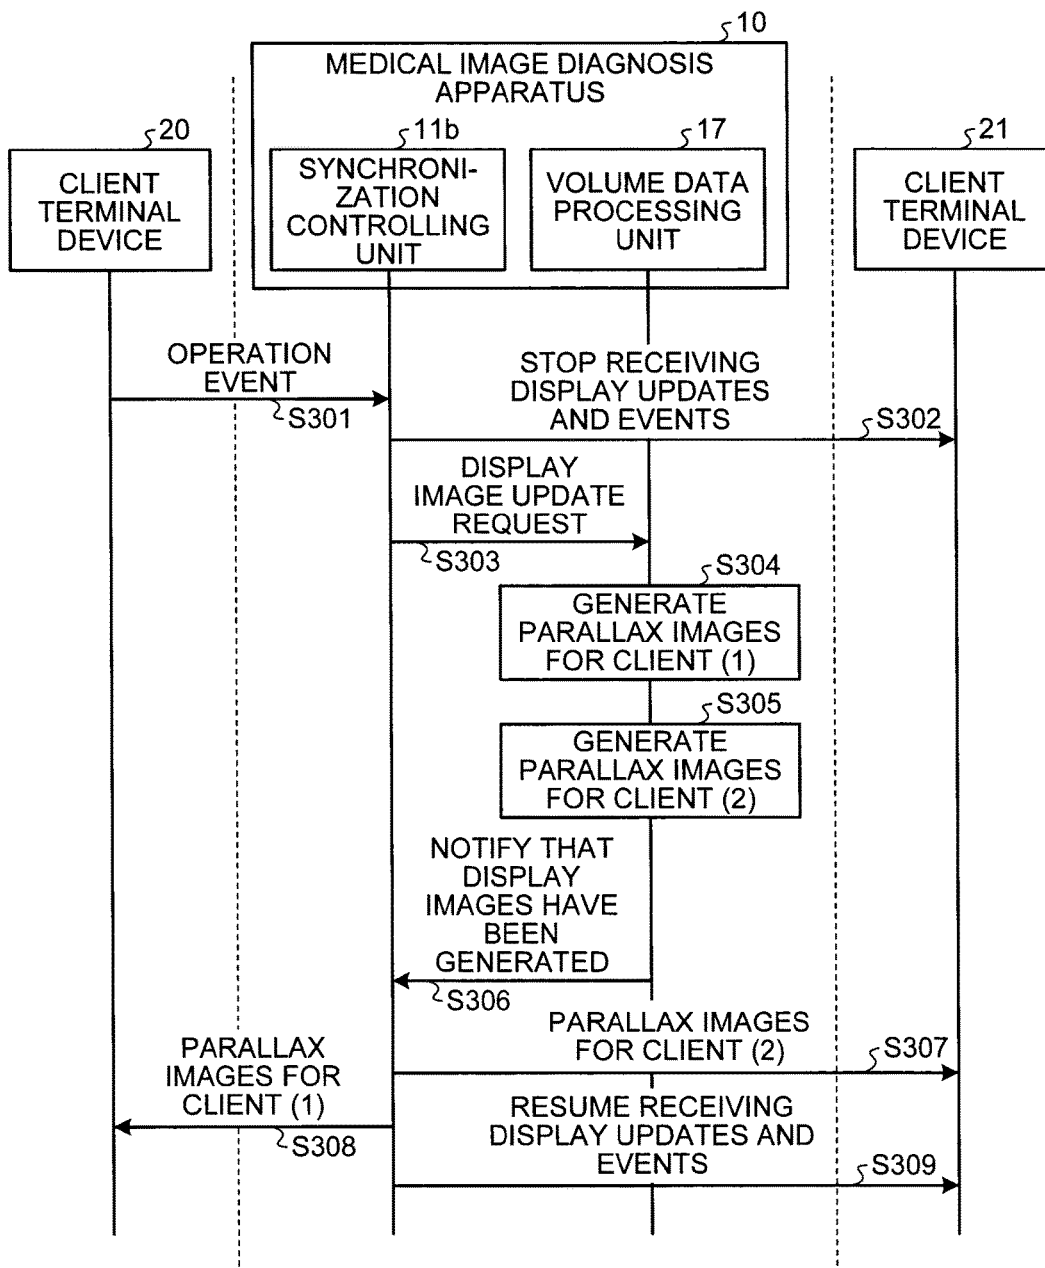 10
MEDICAL IMAGE DIAGNOSIS
APPARATUS
20
11b
17
21
CLIENT
TERMINAL
DEVICE
SYNCHRONI-
ZATION
CONTROLLING
UNIT
VOLUME DATA
PROCESSING
UNIT
CLIENT
TERMINAL
DEVICE
OPERATION
EVENT
S301
STOP RECEIVING
DISPLAY UPDATES
AND EVENTS
S302
DISPLAY
IMAGE UPDATE
REQUEST
S303
S304
GENERATE
PARALLAX IMAGES
FOR CLIENT (1)
S305
GENERATE
PARALLAX IMAGES
FOR CLIENT (2)
NOTIFY THAT
DISPLAY
IMAGES HAVE
BEEN
GENERATED
S306
PARALLAX IMAGES
FOR CLIENT (2)
S307
PARALLAX
IMAGES FOR
CLIENT (1)
S308
RESUME RECEIVING
DISPLAY UPDATES AND
EVENTS
S309